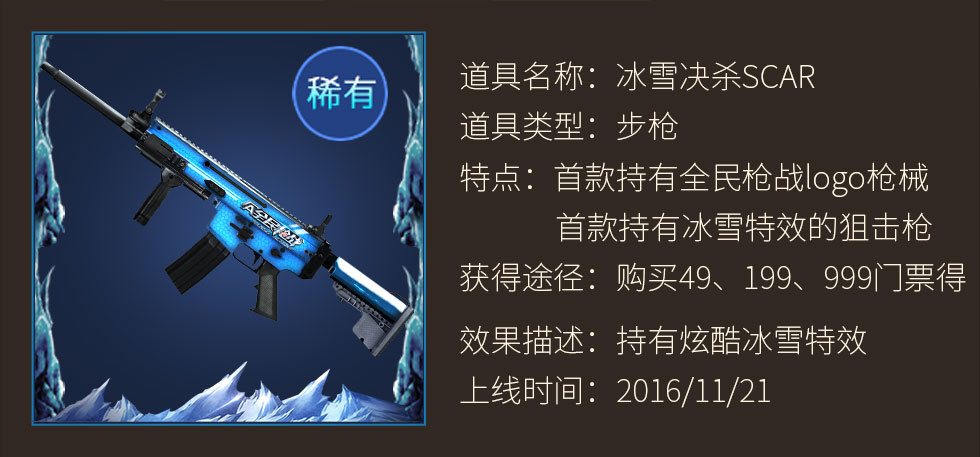 稀有
道具名称：冰雪决杀SCAR
道具类型：步枪
特点：首款持有全民枪战logo枪械
首款持有冰雪特效的狙击枪
获得途径：购买49、199、999门票得
效果描述：持有炫酷冰雪特效
上线时间：2016/11/21